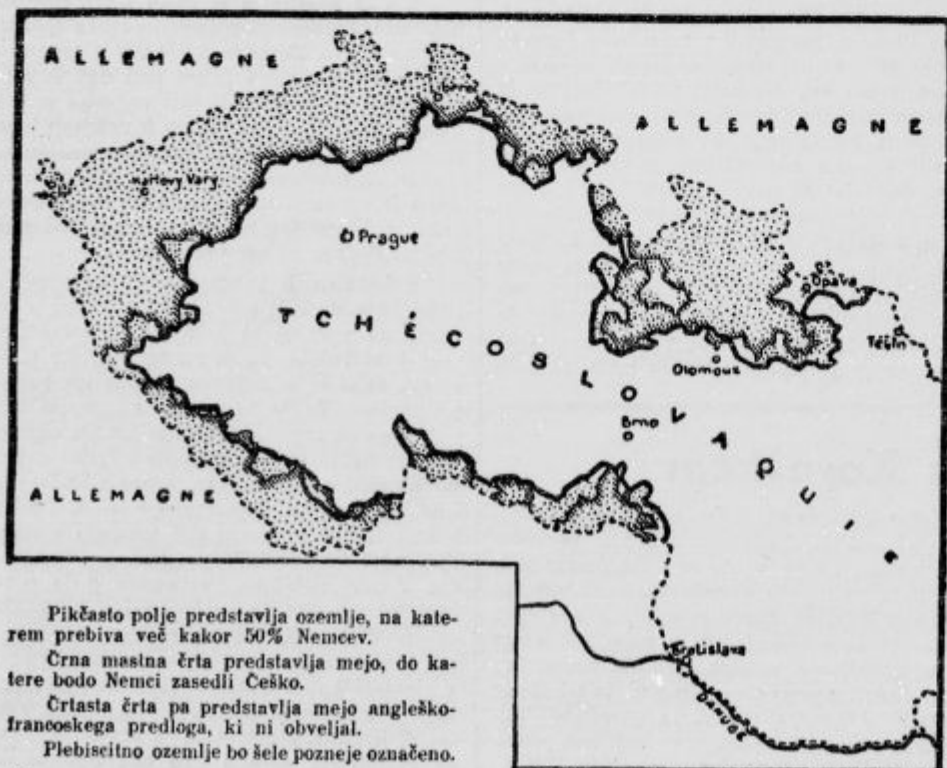 ALLEMAGNE
ALLEMAGNE
Karlovy Vary
Prague
TCHÉCOSLOVAQUIE
Opava
Těšín
Olomouc
Brno
ALLEMAGNE
Bratislava
DANUBE
Pikčasto polje predstavlja ozemlje, na kate-
rem prebiva več kakor 50% Nemcev.
Črna mastna črta predstavlja mejo, do ka-
tere bodo Nemci zasedli Češko.
Črtasta črta pa predstavlja mejo angleško-
francoskega predloga, ki ni obveljal.
Plebiscitno ozemlje bo šele pozneje označeno.